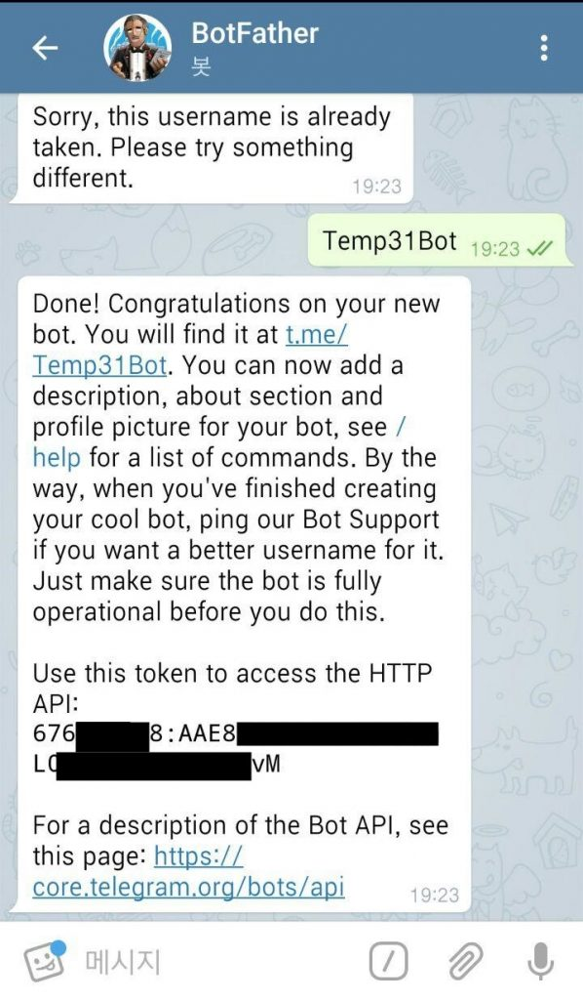 BotFather
봇
Sorry, this username is already
taken. Please try something
different.
19:23
Temp31Bot
19:23
Done! Congratulations on your new
bot. You will find it at t.me/
Temp31Bot. You can now add a
description, about section and
profile picture for your bot, see /
help for a list of commands. By the
way, when you've finished creating
your cool bot, ping our Bot Support
if you want a better username for it.
Just make sure the bot is fully
operational before you do this.
Use this token to access the HTTP
API:
676 8:AAE8
L vM
For a description of the Bot API, see
this page: https://
core.telegram.org/bots/api
19:23
메시지